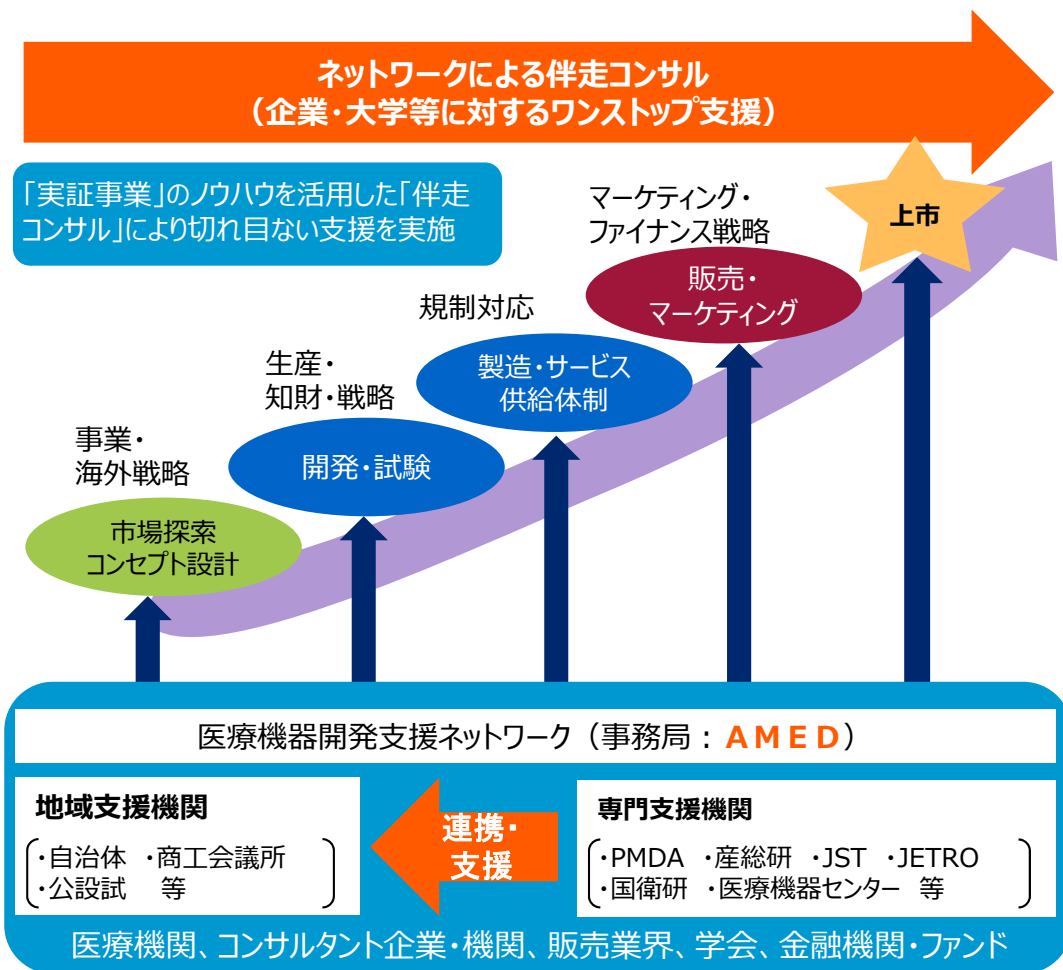 ネットワークによる伴走コンサル
（企業・大学等に対するワンストップ支援）
「実証事業」のノウハウを活用した「伴走
コンサル」により切れ目ない支援を実施
マーケティング・
ファイナンス戦略
上市
販売・
マーケティング
規制対応
製造・サービス
供給体制
生産・
知財・戦略
開発・試験
事業・
海外戦略
市場探索
コンセプト設計
医療機器開発支援ネットワーク（事務局：ＡＭＥＤ）
地域支援機関
・自治体 ・商工会議所
・公設試 等
連携・
支援
専門支援機関
・PMDA ・産総研 ・JST ・JETRO
・国衛研 ・医療機器センター 等
医療機関、コンサルタント企業・機関、販売業界、学会、金融機関・ファンド